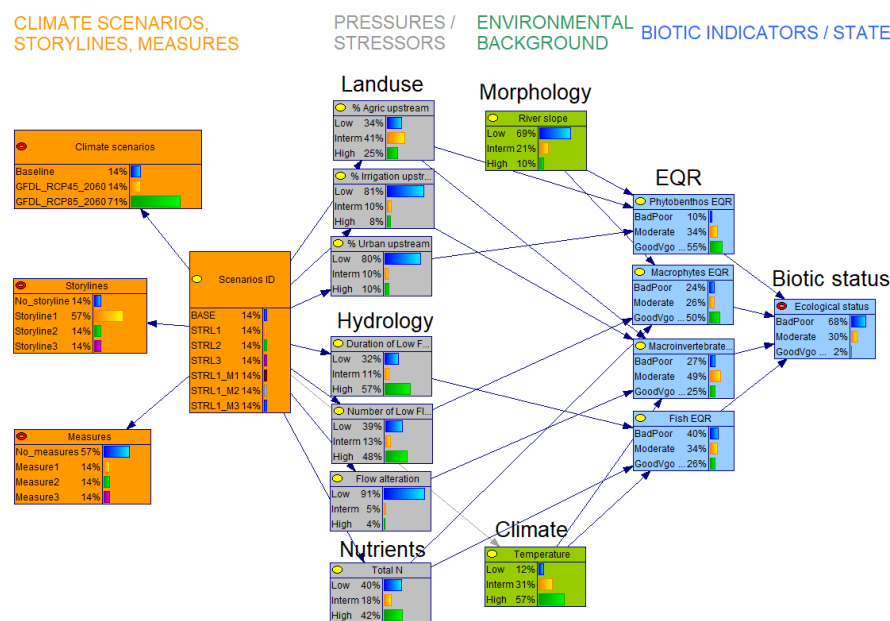 CLIMATE SCENARIOS,
STORYLINES, MEASURES
PRESSURES /
STRESSORS
ENVIRONMENTAL
BACKGROUND
BIOTIC INDICATORS / STATE
Climate scenarios
Baseline 14%
GFDL_RCP45_2060 14%
GFDL_RCP85_2060 71%
Storylines
No_storyline 14%
Storyline1 57%
Storyline2 14%
Storyline3 14%
Measures
No_measures 57%
Measure1 14%
Measure2 14%
Measure3 14%
Scenarios ID
BASE 14%
STRL1 14%
STRL2 14%
STRL3 14%
STRL1_M1 14%
STRL1_M2 14%
STRL1_M3 14%
Landuse
% Agric upstream
Low 34%
Interm 41%
High 25%
% Irrigation upstr...
Low 81%
Interm 10%
High 8%
% Urban upstream
Low 80%
Interm 10%
High 10%
Hydrology
Duration of Low F...
Low 32%
Interm 11%
High 57%
Number of Low Fl...
Low 39%
Interm 13%
High 48%
Flow alteration
Low 91%
Interm 5%
High 4%
Nutrients
Total N
Low 40%
Interm 18%
High 42%
Morphology
River slope
Low 69%
Interm 21%
High 10%
Climate
Temperature
Low 12%
Interm 31%
High 57%
EQR
Phytobenthos EQR
BadPoor 10%
Moderate 34%
GoodVgo ... 55%
Macrophytes EQR
BadPoor 24%
Moderate 26%
GoodVgo ... 50%
Macroinvertebrate...
BadPoor 27%
Moderate 49%
GoodVgo ... 25%
Fish EQR
BadPoor 40%
Moderate 34%
GoodVgo ... 26%
Biotic status
Ecological status
BadPoor 68%
Moderate 30%
GoodVgo ... 2%